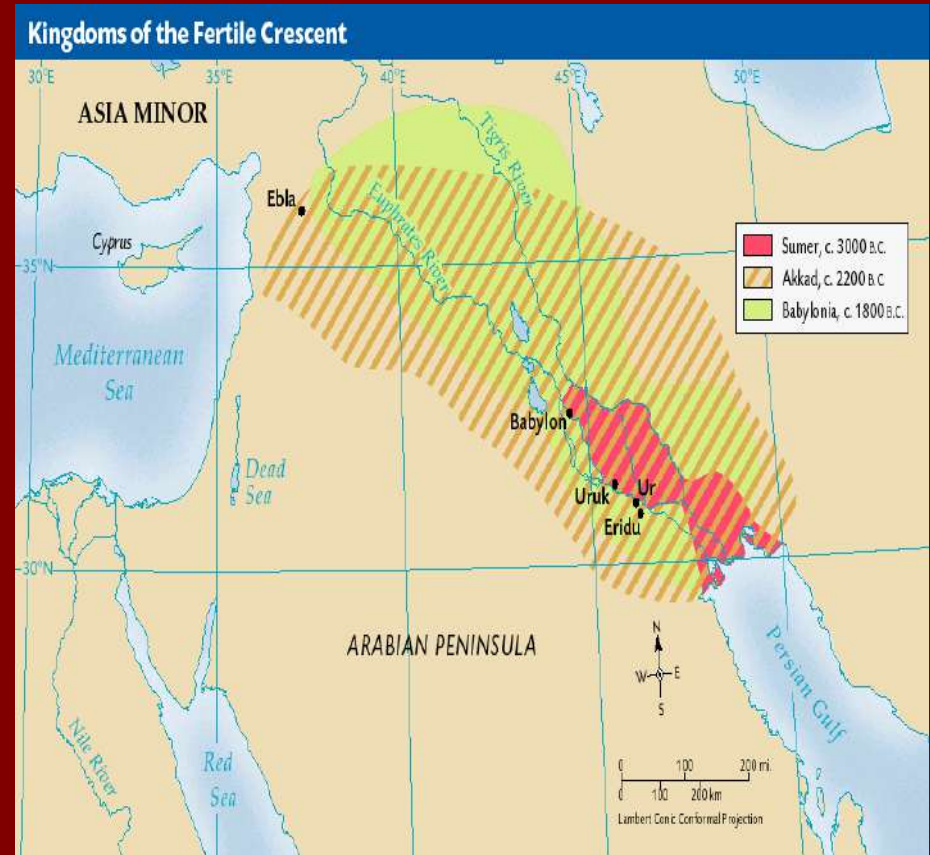 Kingdoms of the Fertile Crescent
30°E
35°E
40°E
45°E
50°E
ASIA MINOR
Tigris River
Ebla
Euphrates River
Cyprus
35°N
Sumer, c. 3000 B.C.
Akkad, c. 2200 B.C
Babylonia, c. 1800 B.C.
Mediterranean
Sea
Babylon
Dead
Sea
Uruk
Ur
Eridu
30°N
ARABIAN PENINSULA
N
W
E
S
Persian Gulf
Nile River
Red
Sea
0 100 200 mi.
0 100 200 km
Lambert Conic Conformal Projection